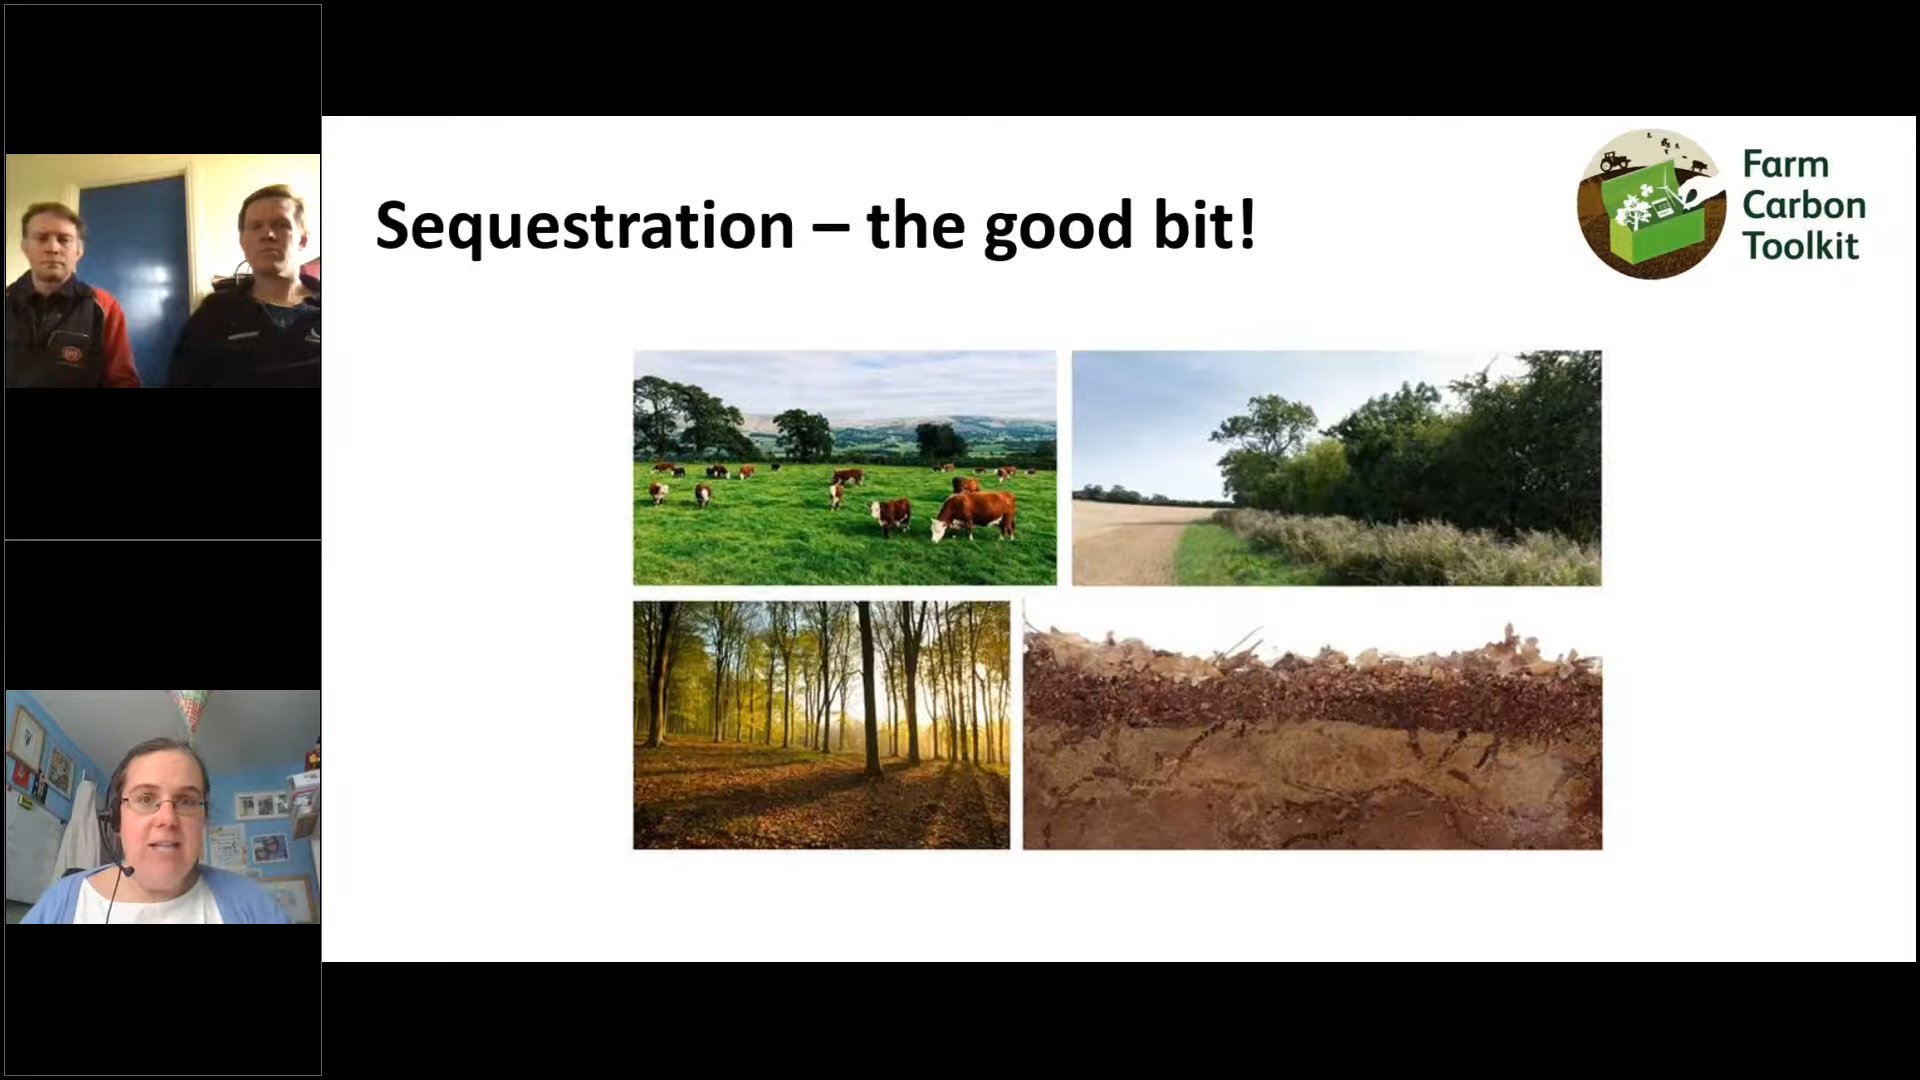 Sequestration – the good bit!
Farm
Carbon
Toolkit